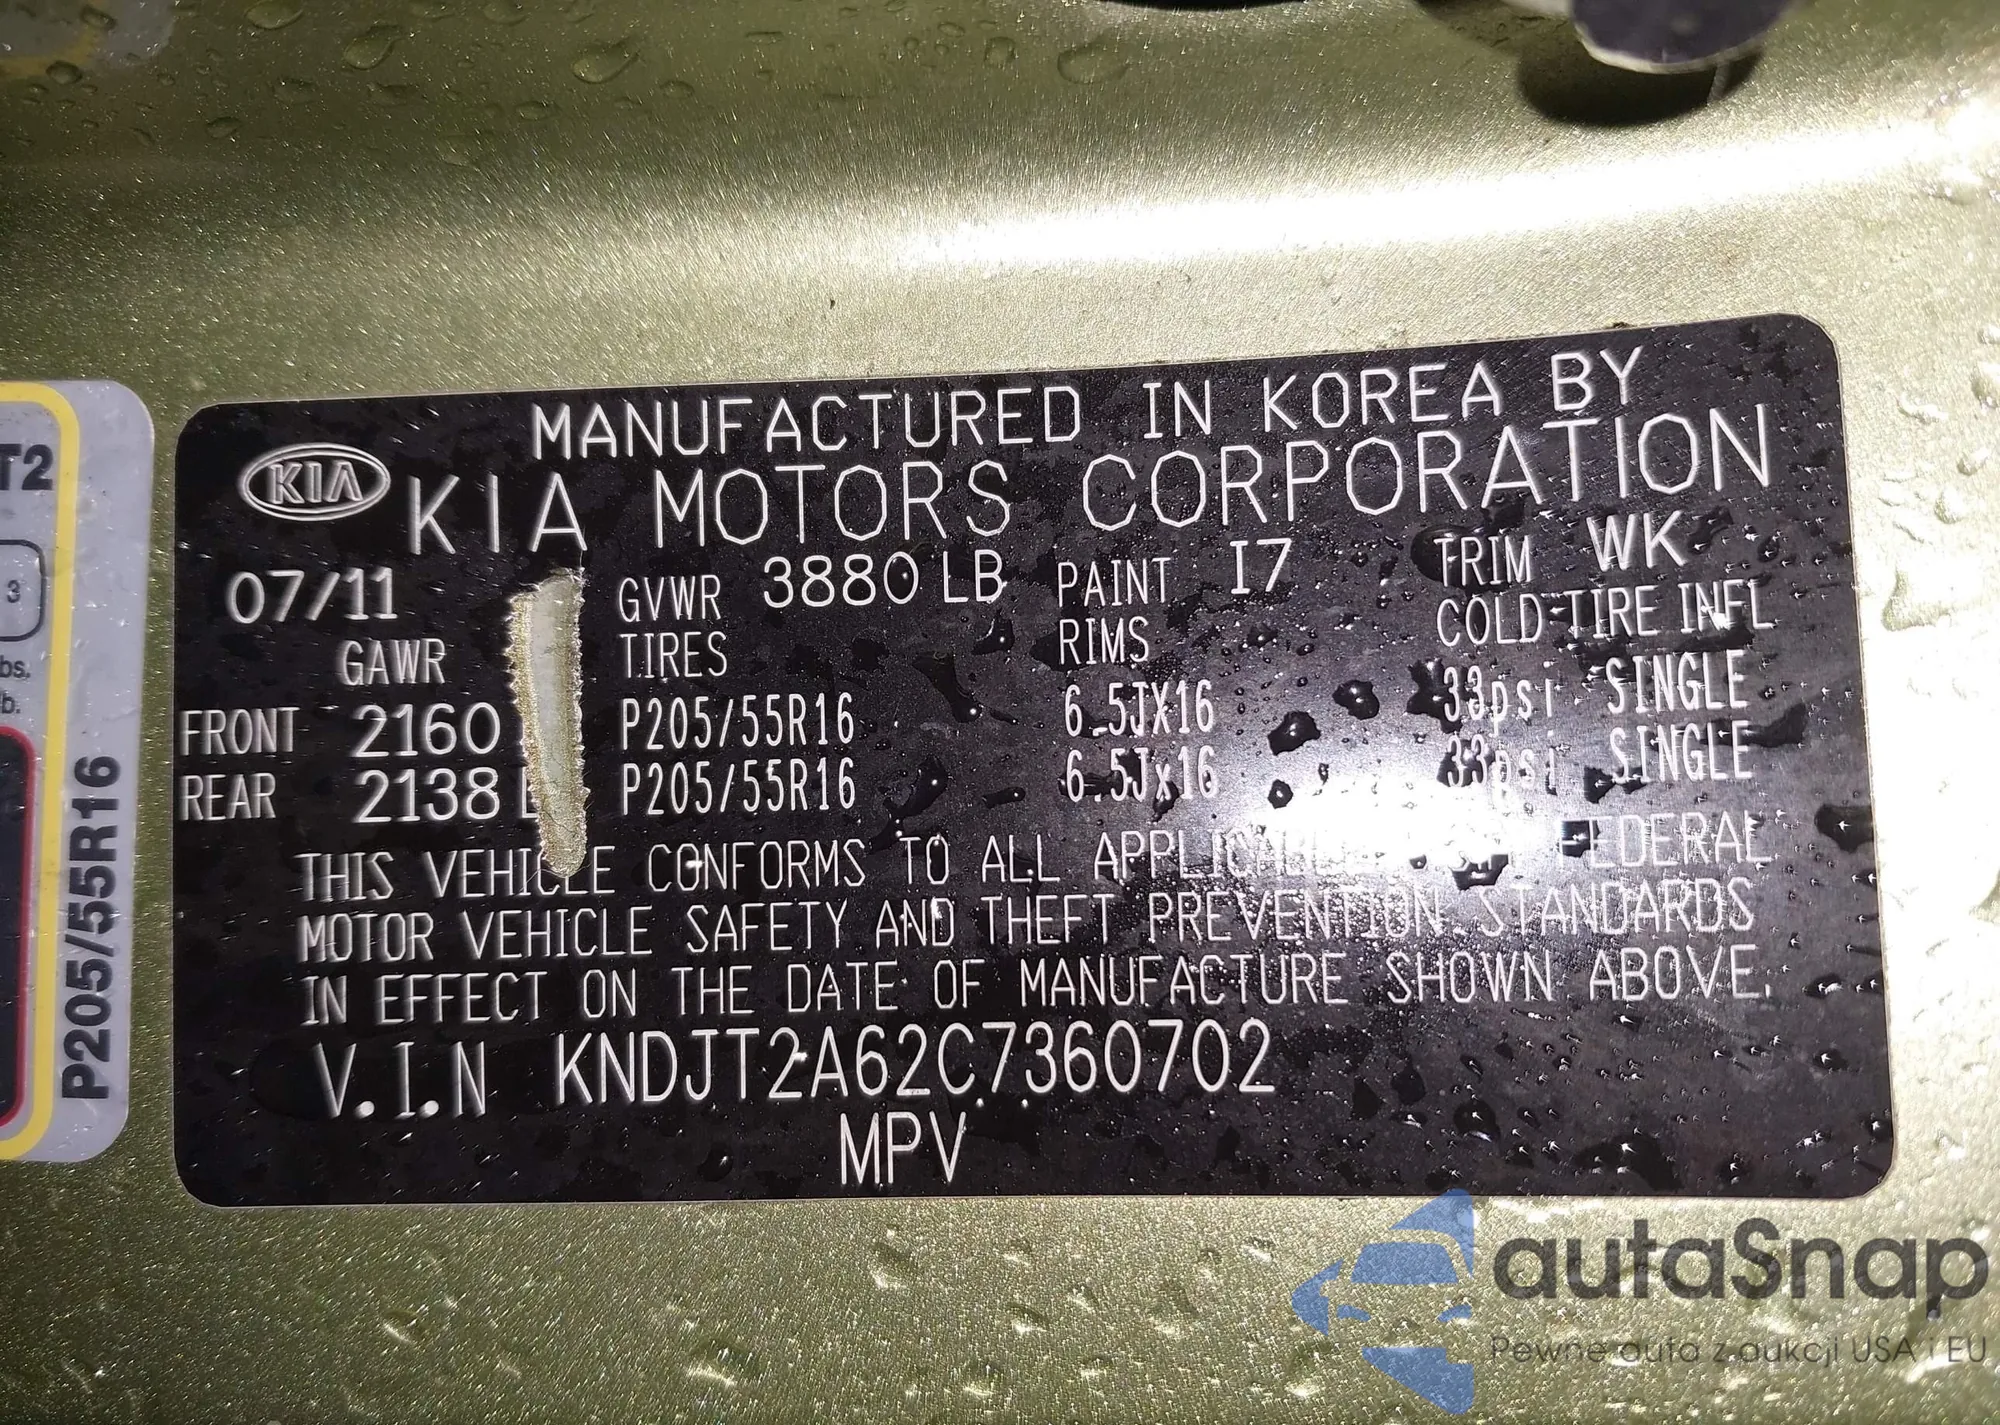 MANUFACTURED IN KOREA BY
KIA KIA MOTORS CORPORATION
07/11 GVWR 3880 LB PAINT I7 TRIM WK
GAWR TIRES RIMS COLD TIRE INFL
FRONT 2160 P205/55R16 6.5JX16 33psi SINGLE
REAR 2138 P205/55R16 6.5Jx16 33psi SINGLE
THIS VEHICLE CONFORMS TO ALL FEDERAL
MOTOR VEHICLE SAFETY AND THEFT PREVENTION STANDARDS
IN EFFECT ON THE DATE OF MANUFACTURE SHOWN ABOVE.
V.I.N KNDJT2A62C7360702
MPV
T2
3
bs.
b.
P205/55R16
autaSnap
Pewne auta z aukcji USA i EU